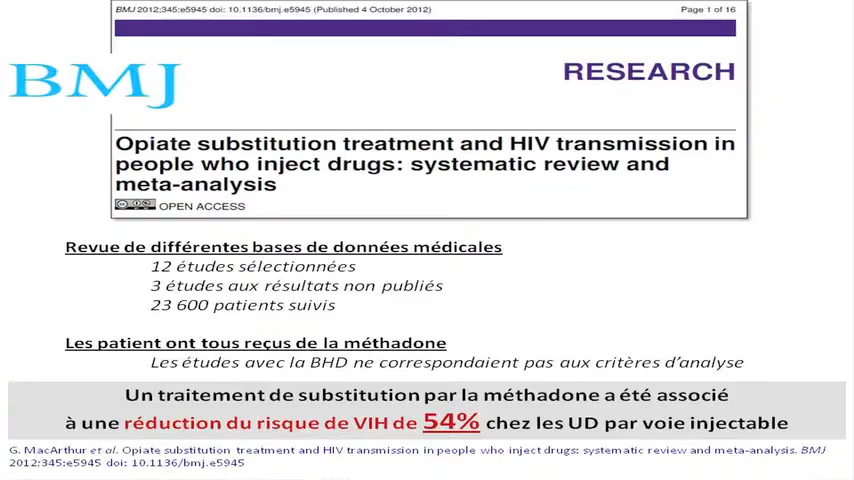 BMJ 2012;345:e5945 doi: 10.1136/bmj.e5945 (Published 4 October 2012) Page 1 of 16
BMJ
RESEARCH
Opiate substitution treatment and HIV transmission in
people who inject drugs: systematic review and
meta-analysis
OPEN ACCESS
Revue de différentes bases de données médicales
12 études sélectionnées
3 études aux résultats non publiés
23 600 patients suivis
Les patient ont tous reçus de la méthadone
Les études avec la BHD ne correspondaient pas aux critères d’analyse
Un traitement de substitution par la méthadone a été associé
à une réduction du risque de VIH de 54% chez les UD par voie injectable
G. MacArthur et al. Opiate substitution treatment and HIV transmission in people who inject drugs: systematic review and meta-analysis. BMJ
2012;345:e5945 doi: 10.1136/bmj.e5945